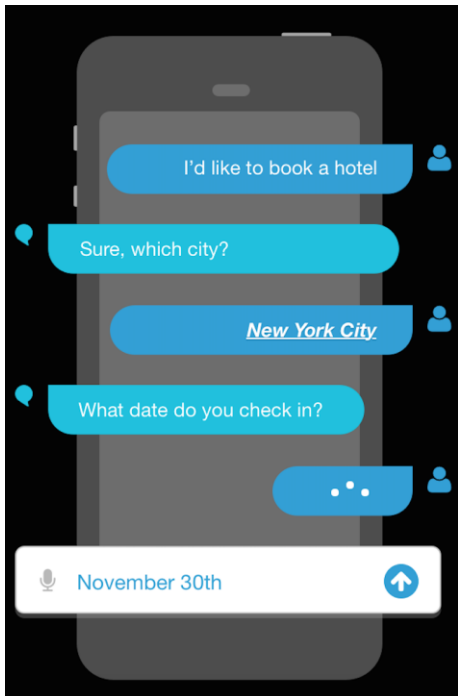 I'd like to book a hotel
Sure, which city?
New York City
What date do you check in?
November 30th